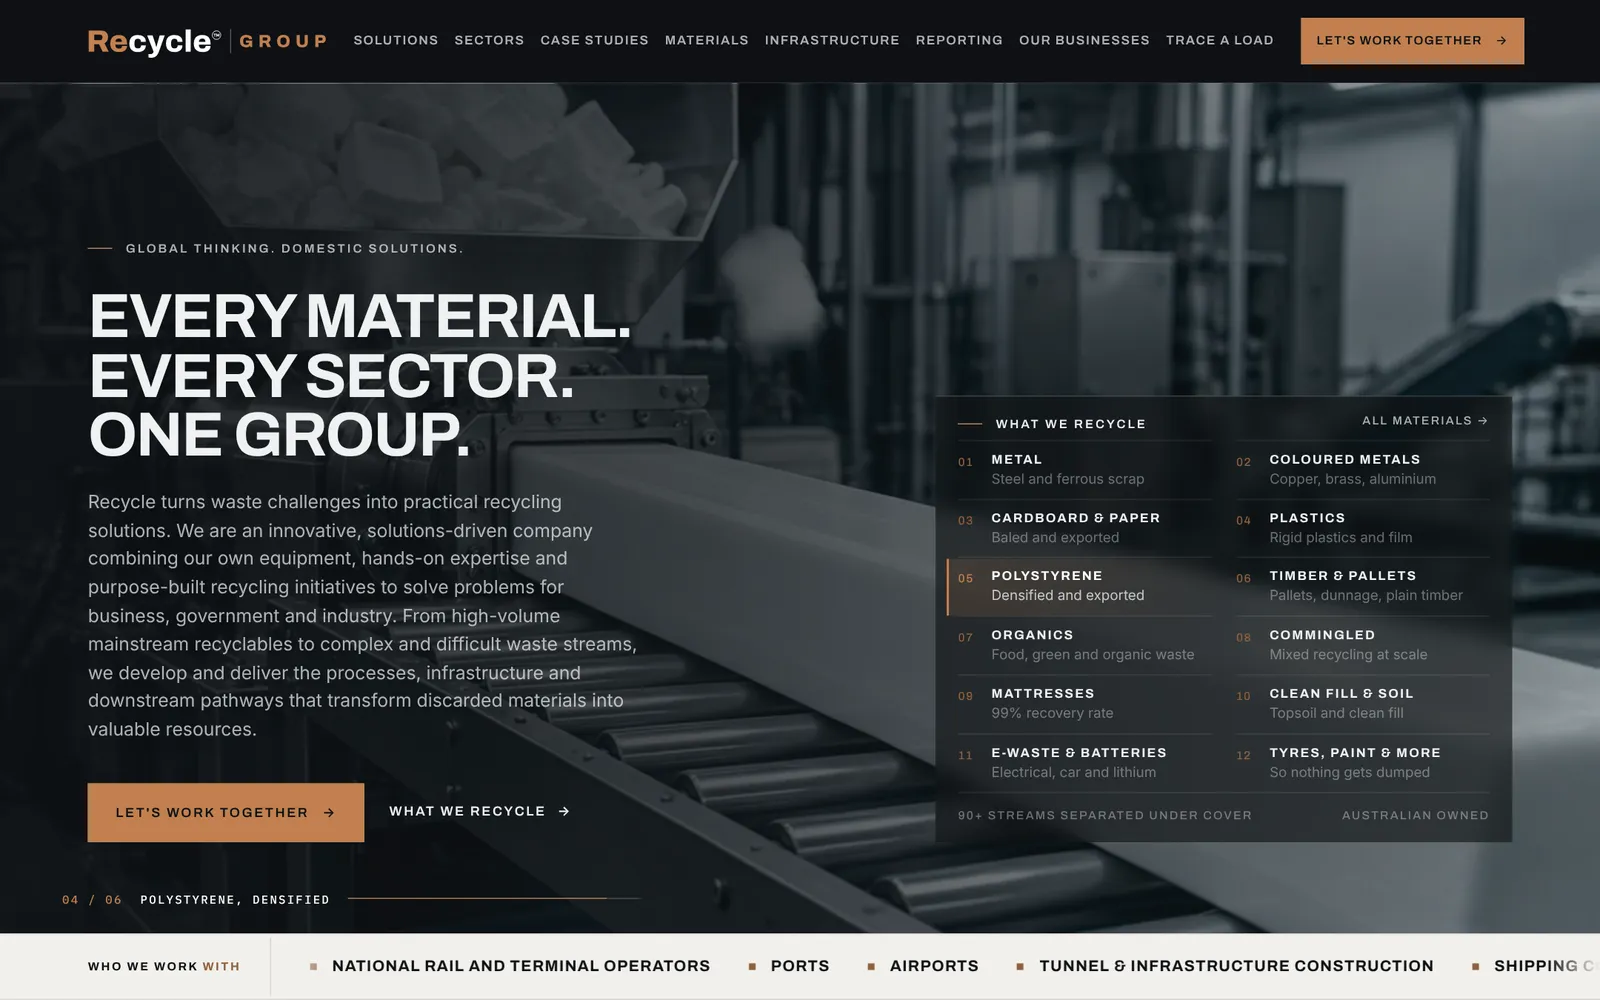 Recycle™ GROUP
SOLUTIONS SECTORS CASE STUDIES MATERIALS INFRASTRUCTURE REPORTING OUR BUSINESSES TRACE A LOAD
LET'S WORK TOGETHER →
GLOBAL THINKING. DOMESTIC SOLUTIONS.
EVERY MATERIAL.
EVERY SECTOR.
ONE GROUP.
Recycle turns waste challenges into practical recycling
solutions. We are an innovative, solutions-driven company
combining our own equipment, hands-on expertise and
purpose-built recycling initiatives to solve problems for
business, government and industry. From high-volume
mainstream recyclables to complex and difficult waste streams,
we develop and deliver the processes, infrastructure and
downstream pathways that transform discarded materials into
valuable resources.
LET'S WORK TOGETHER →
WHAT WE RECYCLE →
04 / 06 POLYSTYRENE, DENSIFIED
WHAT WE RECYCLE
ALL MATERIALS →
01 METAL
Steel and ferrous scrap
02 COLOURED METALS
Copper, brass, aluminium
03 CARDBOARD & PAPER
Baled and exported
04 PLASTICS
Rigid plastics and film
05 POLYSTYRENE
Densified and exported
06 TIMBER & PALLETS
Pallets, dunnage, plain timber
07 ORGANICS
Food, green and organic waste
08 COMMINGLED
Mixed recycling at scale
09 MATTRESSES
99% recovery rate
10 CLEAN FILL & SOIL
Topsoil and clean fill
11 E-WASTE & BATTERIES
Electrical, car and lithium
12 TYRES, PAINT & MORE
So nothing gets dumped
90+ STREAMS SEPARATED UNDER COVER
AUSTRALIAN OWNED
WHO WE WORK WITH
NATIONAL RAIL AND TERMINAL OPERATORS
PORTS
AIRPORTS
TUNNEL & INFRASTRUCTURE CONSTRUCTION
SHIPPING